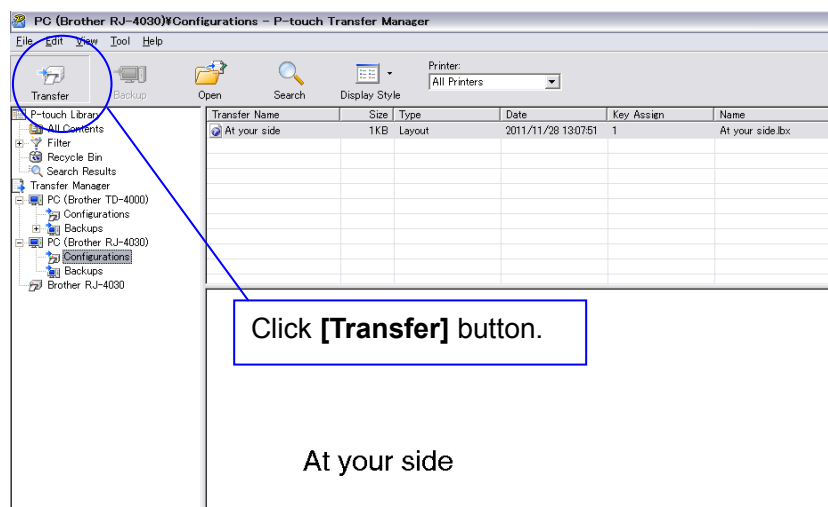 PC (Brother RJ-4030)¥Configurations - P-touch Transfer Manager
File Edit View Tool Help
Transfer
Backup
Open
Search
Display Style
Printer:
All Printers
P-touch Library
All Contents
Filter
Recycle Bin
Search Results
Transfer Manager
PC (Brother TD-4000)
Configurations
Backups
PC (Brother RJ-4030)
Configurations
Backups
Brother RJ-4030
Transfer Name Size Type Date Key Assign Name
At your side 1KB Layout 2011/11/28 13:07:51 1 At your side.lbx
Click [Transfer] button.
At your side